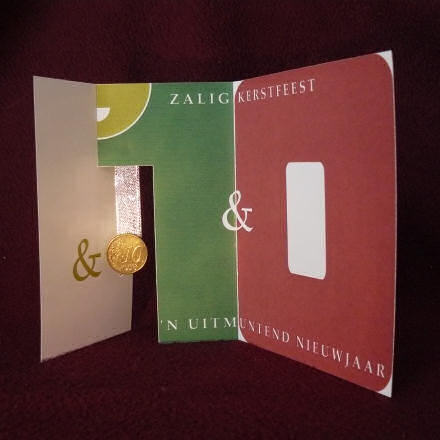 ZALIG KERSTFEEST
&
&
10
'N UITMUNTEND NIEUWJAAR